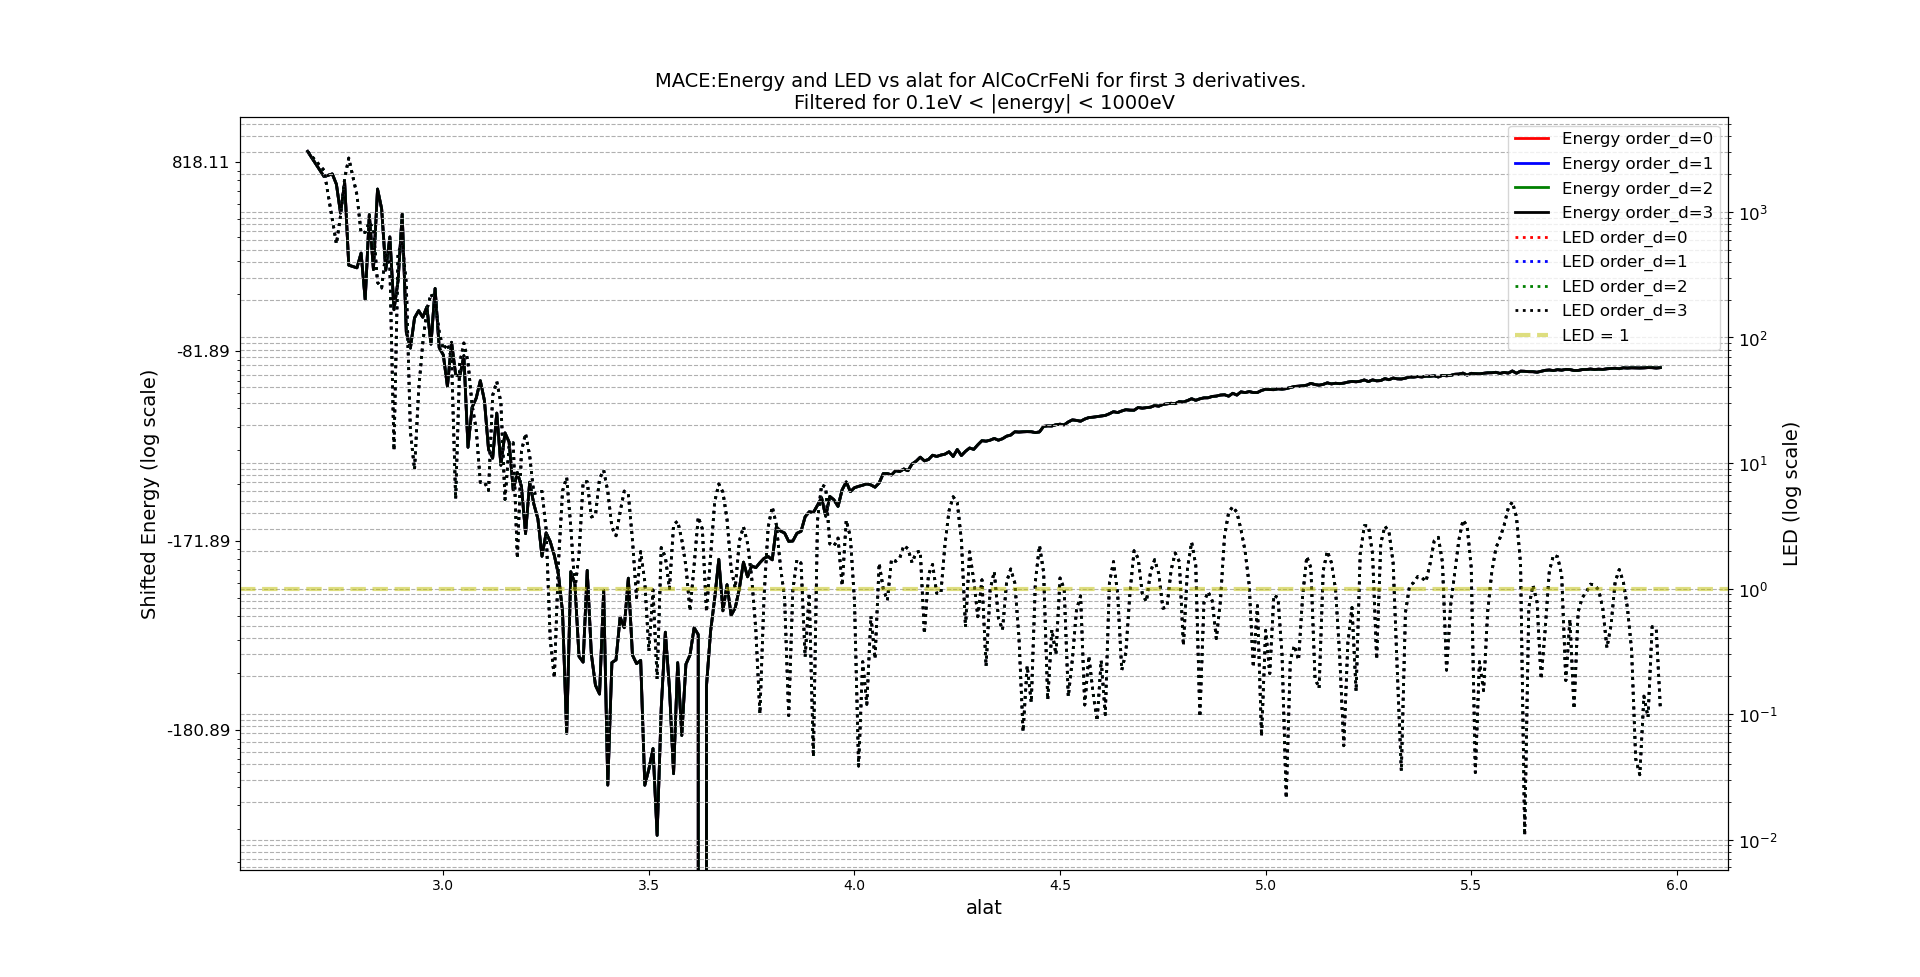 MACE:Energy and LED vs alat for AlCoCrFeNi for first 3 derivatives.
Filtered for 0.1eV < |energy| < 1000eV
Shifted Energy (log scale)
818.11
-81.89
-171.89
-180.89
Energy order_d=0
Energy order_d=1
Energy order_d=2
Energy order_d=3
LED order_d=0
LED order_d=1
LED order_d=2
LED order_d=3
LED = 1
10³
10²
10¹
10⁰
10⁻¹
10⁻²
LED (log scale)
3.0 3.5 4.0 4.5 5.0 5.5 6.0
alat